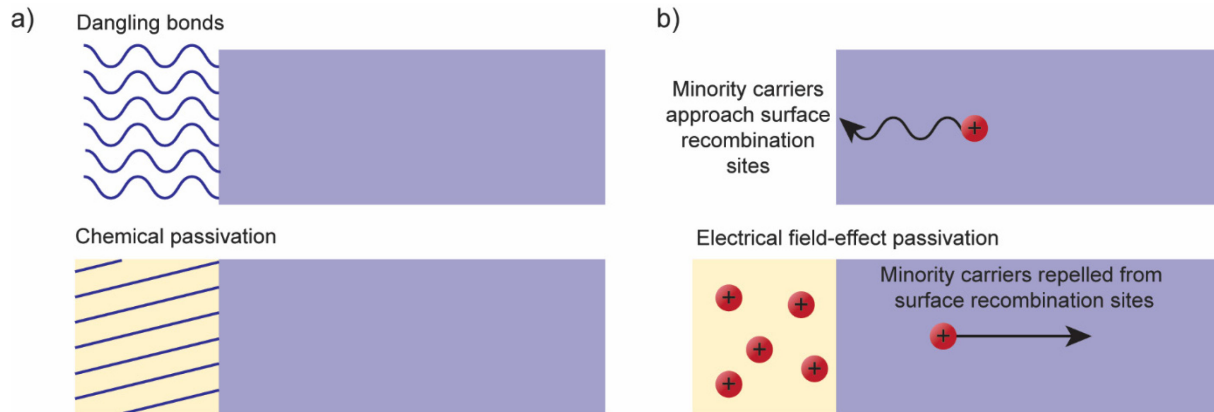 a)
Dangling bonds
Chemical passivation
b)
Minority carriers
approach surface
recombination
sites
+
Electrical field-effect passivation
Minority carriers repelled from
surface recombination sites
+
+
+
+
+
+